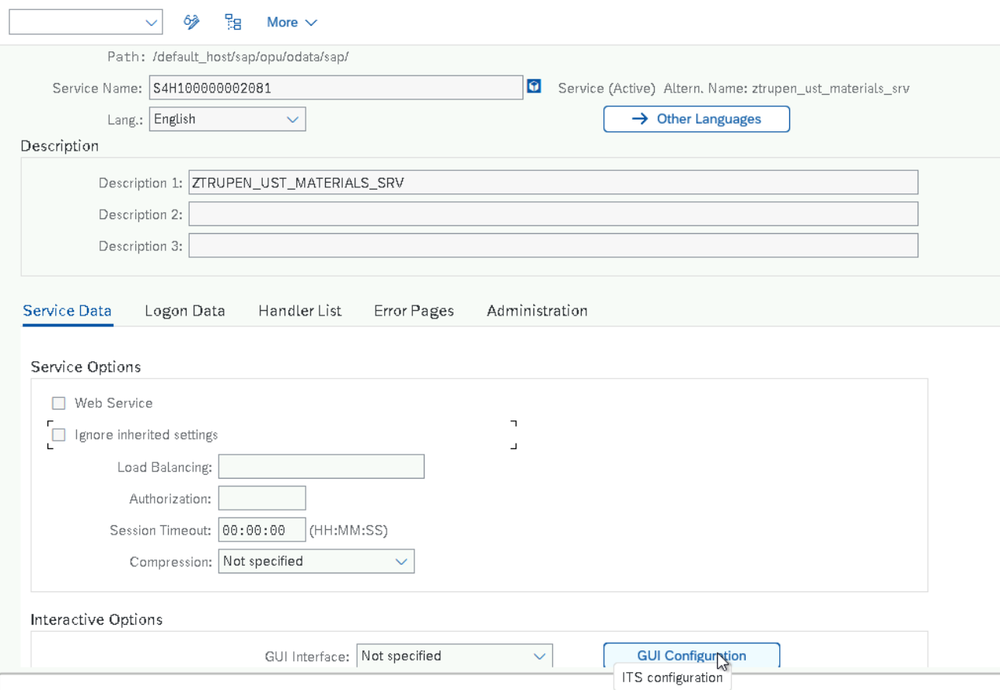 More
Path: /default_host/sap/opu/odata/sap/
Service Name: S4H100000002081 Service (Active) Altern. Name: ztrupen_ust_materials_srv
Lang.: English Other Languages
Description
Description 1: ZTRUPEN_UST_MATERIALS_SRV
Description 2:
Description 3:
Service Data Logon Data Handler List Error Pages Administration
Service Options
Web Service
Ignore inherited settings
Load Balancing:
Authorization:
Session Timeout: 00:00:00 (HH:MM:SS)
Compression: Not specified
Interactive Options
GUI Interface: Not specified GUI Configuration
ITS configuration